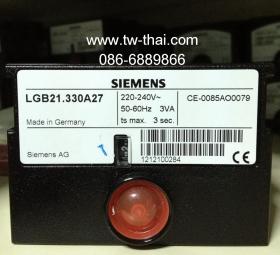 www.tw-thai.com
086-6889866
SIEMENS
LGB21.330A27
220-240V~
50-60Hz 3VA
ts max. 3 sec.
CE-0085AO0079
Made in Germany
Siemens AG
1212100284